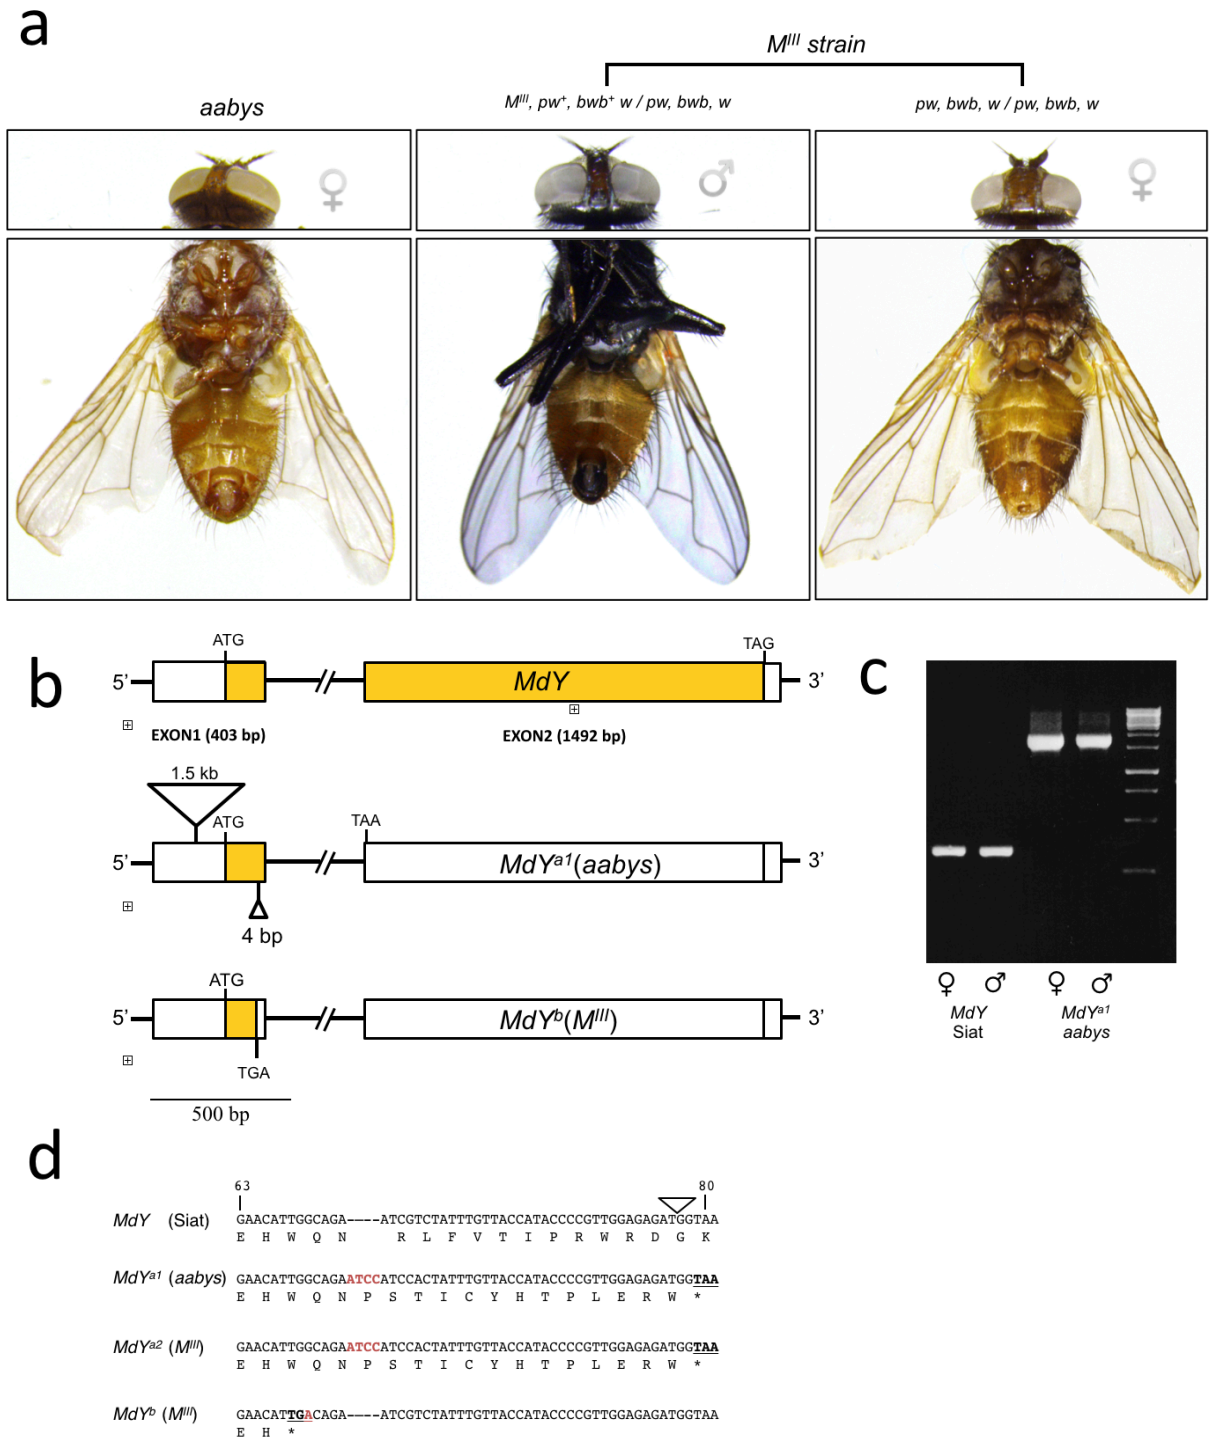 a
M^III strain
aabys
M^III, pw⁺, bwb⁺ w / pw, bwb, w
pw, bwb, w / pw, bwb, w
♀
♂
♀
b
ATG
TAG
5’
MdY
3’
EXON1 (403 bp)
EXON2 (1492 bp)
1.5 kb
ATG
TAA
5’
MdY^a1(aabys)
3’
4 bp
ATG
5’
MdY^b(M^III)
3’
TGA
500 bp
c
♀ ♂ ♀ ♂
MdY MdY^a1
Siat aabys
d
63 80
MdY (Siat) GAACATTGGCAGA----ATCGTCTATTTGTTACCATACCCCGTTGGAGAGATGGTAA
E H W Q N R L F V T I P R W R D G K
MdY^a1 (aabys) GAACATTGGCAGAATCCATCCACTATTTGTTACCATACCCCGTTGGAGAGATGGTAA
E H W Q N P S T I C Y H T P L E R W *
MdY^a2 (M^III) GAACATTGGCAGAATCCATCCACTATTTGTTACCATACCCCGTTGGAGAGATGGTAA
E H W Q N P S T I C Y H T P L E R W *
MdY^b (M^III) GAACATTGACAGA----ATCGTCTATTTGTTACCATACCCCGTTGGAGAGATGGTAA
E H *